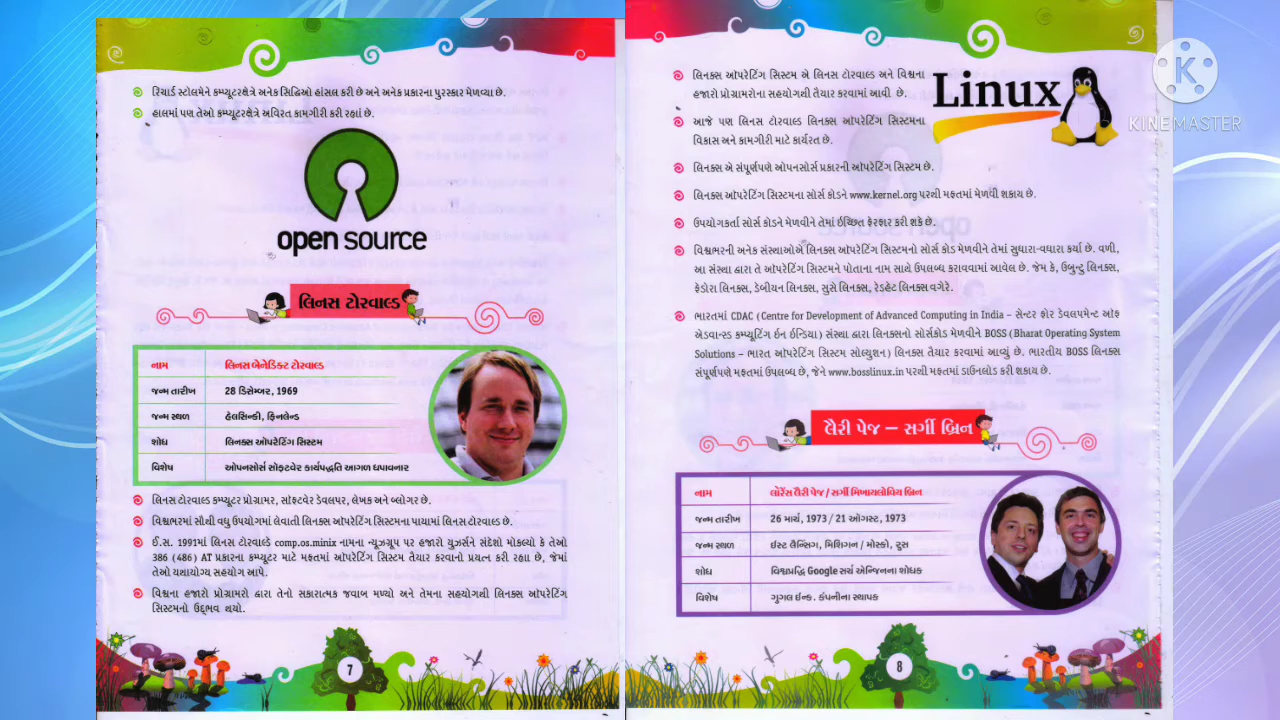 રિચાર્ડ સ્ટોલમેને કમ્પ્યૂટરક્ષેત્રે અનેક સિદ્ધિઓ હાંસલ કરી છે અને અનેક પ્રકારના પુરસ્કાર મેળવ્યા છે.
હાલમાં પણ તેઓ કમ્પ્યૂટરક્ષેત્રે અવિરત કામગીરી કરી રહ્યાં છે.
open source
લિનસ ટોરવાલ્ડ
નામ લિનસ બેનેડિક્ટ ટોરવાલ્ડ
જન્મ તારીખ 28 ડિસેમ્બર, 1969
જન્મ સ્થળ હેલસિન્કી, ફિનલેન્ડ
શોધ લિનક્સ ઓપરેટિંગ સિસ્ટમ
વિશેષ ઓપનસોર્સ સોફટવેર કાર્યપદ્ધતિ આગળ ધપાવનાર
લિનસ ટોરવાલ્ડ કમ્પ્યુટર પ્રોગ્રામર, સૉફ્ટવેર ડેવલપર, લેખક અને બ્લોગર છે.
વિશ્વભરમાં સૌથી વધુ ઉપયોગમાં લેવાતી લિનક્ષ ઑપરેટિંગ સિસ્ટમના પાયામાં લિનસ ટોરવાલ્ડ છે.
ઈ.સ. 1991માં લિનસ ટોરવાલ્ડે comp.os.minix નામના ન્યૂઝગ્રૂપ પર હજારો યુઝર્સને સંદેશો મોકલ્યો કે તેઓ
386 (486) AT પ્રકારના કમ્પ્યૂટર માટે મફતમાં ઑપરેટિંગ સિસ્ટમ તૈયાર કરવાનો પ્રયત્ન કરી રહ્યા છે, જેમાં
તેઓ યથાયોગ્ય સહયોગ આપે.
વિશ્વના હજારો પ્રોગ્રામરો દ્વારા તેનો સકારાત્મક જવાબ મળ્યો અને તેમના સહયોગથી લિનક્ષ ઑપરેટિંગ
સિસ્ટમનો ઉદ્‌ભવ થયો.
7
લિનક્સ ઑપરેટિંગ સિસ્ટમ એ લિનસ ટોરવાલ્ડ અને વિશ્વના
હજારો પ્રોગ્રામરોના સહયોગથી તૈયાર કરવામાં આવી છે.
Linux
આજે પણ લિનસ ટોરવાલ્ડ લિનક્સ ઑપરેટિંગ સિસ્ટમના
વિકાસ અને કામગીરી માટે કાર્યરત છે.
લિનક્સ એ સંપૂર્ણપણે ઓપનસોર્સ પ્રકારની ઑપરેટિંગ સિસ્ટમ છે.
લિનક્સ ઑપરેટિંગ સિસ્ટમના સોર્સ કોડને www.kernel.org પરથી મફતમાં મેળવી શકાય છે.
ઉપયોગકર્તા સોર્સ કોડને મેળવીને તેમાં ઇચ્છિત ફેરફાર કરી શકે છે.
વિશ્વભરની અનેક સંસ્થાઓએ લિનક્સ ઑપરેટિંગ સિસ્ટમનો સોર્સ કોડ મેળવીને તેમાં સુધારા-વધારા કર્યાં છે. વળી,
આ સંસ્થા દ્વારા તે ઓપરેટિંગ સિસ્ટમને પોતાના નામ સાથે ઉપલબ્ધ કરાવવામાં આવેલ છે. જેમ કે, ઉબુન્ટુ લિનક્સ,
ફેડોરા લિનક્સ, ડેબીયન લિનક્સ, સુસે લિનક્સ, રેડહેટ લિનક્સ વગેરે.
ભારતમાં CDAC (Centre for Development of Advanced Computing in India – સેન્ટર ફોર ડેવલપમેન્ટ ઑફ
એડવાન્સ્ડ કમ્પ્યૂટિંગ ઇન ઇન્ડિયા) સંસ્થા દ્વારા લિનક્સનો સોર્સકોડ મેળવીને BOSS (Bharat Operating System
Solutions – ભારત ઑપરેટિંગ સિસ્ટમ સોલ્યુશન) લિનક્સ તૈયાર કરવામાં આવ્યું છે. ભારતીય BOSS લિનક્સ
સંપૂર્ણપણે મફતમાં ઉપલબ્ધ છે, જેને www.bosslinux.in પરથી મફતમાં ડાઉનલોડ કરી શકાય છે.
લૈરી પેજ – સર્ગી બ્રિન
નામ લોરેંસ લૈરી પેજ / સર્ગી મિખાયલોવિચ બ્રિન
જન્મ તારીખ 26 માર્ચ, 1973 / 21 ઓગસ્ટ, 1973
જન્મ સ્થળ ઈસ્ટ લૈન્સિગ, મિશિગન / મોસ્કો, રૂસ
શોધ વિશ્વપ્રદ્ધિ Google સર્ચ એન્જિનના શોધક
વિશેષ ગુગલ ઈન્ક. કંપનીના સ્થાપક
8
KINEMASTER